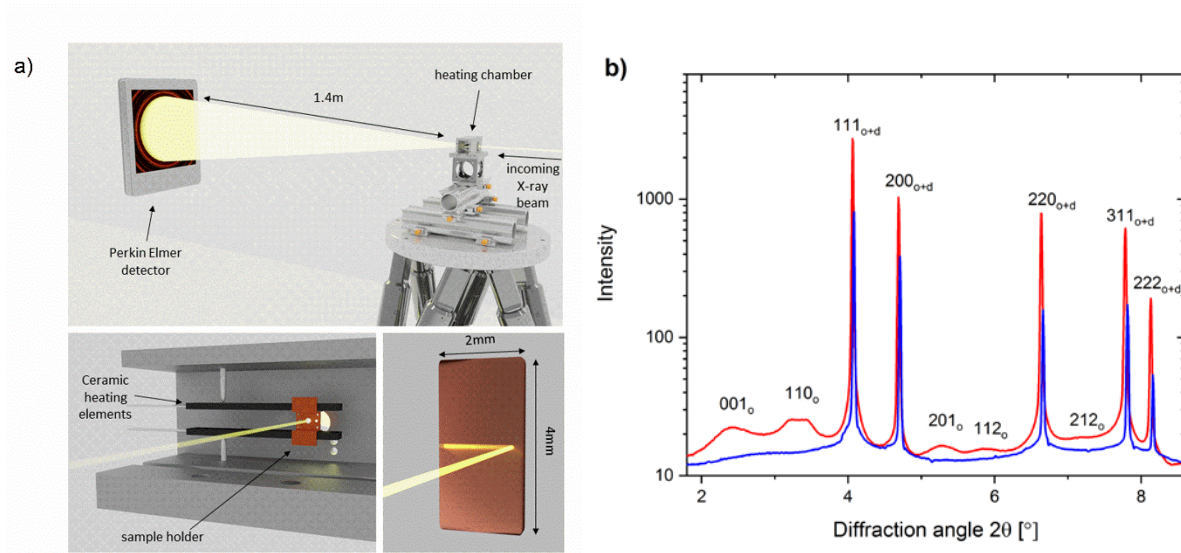 a)
heating chamber
1.4m
incoming
X-ray
beam
Perkin Elmer
detector
Ceramic
heating
elements
sample holder
2mm
4mm
b)
Intensity
1000
100
10
001o
110o
111o+d
200o+d
201o
112o
220o+d
212o
311o+d
222o+d
2
4
6
8
Diffraction angle 2θ [°]